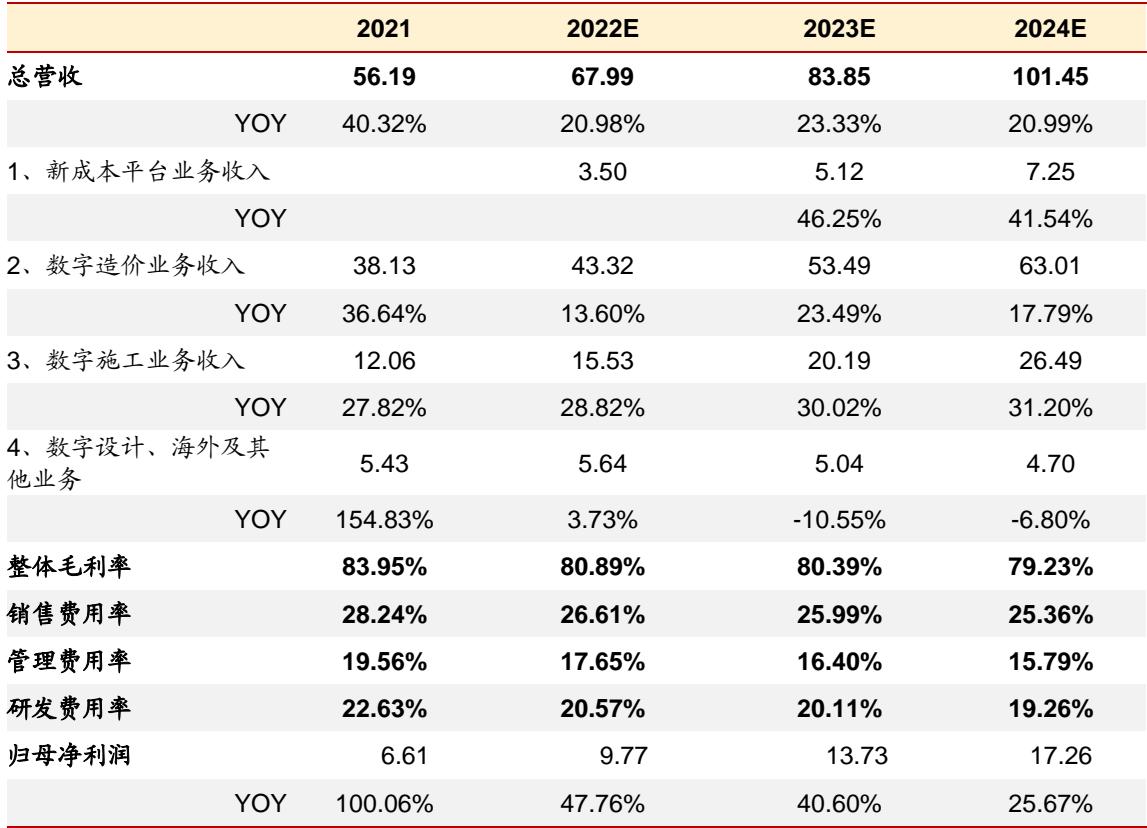 2021 2022E 2023E 2024E
总营收 56.19 67.99 83.85 101.45
YOY 40.32% 20.98% 23.33% 20.99%
1、新成本平台业务收入 3.50 5.12 7.25
YOY 46.25% 41.54%
2、数字造价业务收入 38.13 43.32 53.49 63.01
YOY 36.64% 13.60% 23.49% 17.79%
3、数字施工业务收入 12.06 15.53 20.19 26.49
YOY 27.82% 28.82% 30.02% 31.20%
4、数字设计、海外及其
他业务 5.43 5.64 5.04 4.70
YOY 154.83% 3.73% -10.55% -6.80%
整体毛利率 83.95% 80.89% 80.39% 79.23%
销售费用率 28.24% 26.61% 25.99% 25.36%
管理费用率 19.56% 17.65% 16.40% 15.79%
研发费用率 22.63% 20.57% 20.11% 19.26%
归母净利润 6.61 9.77 13.73 17.26
YOY 100.06% 47.76% 40.60% 25.67%